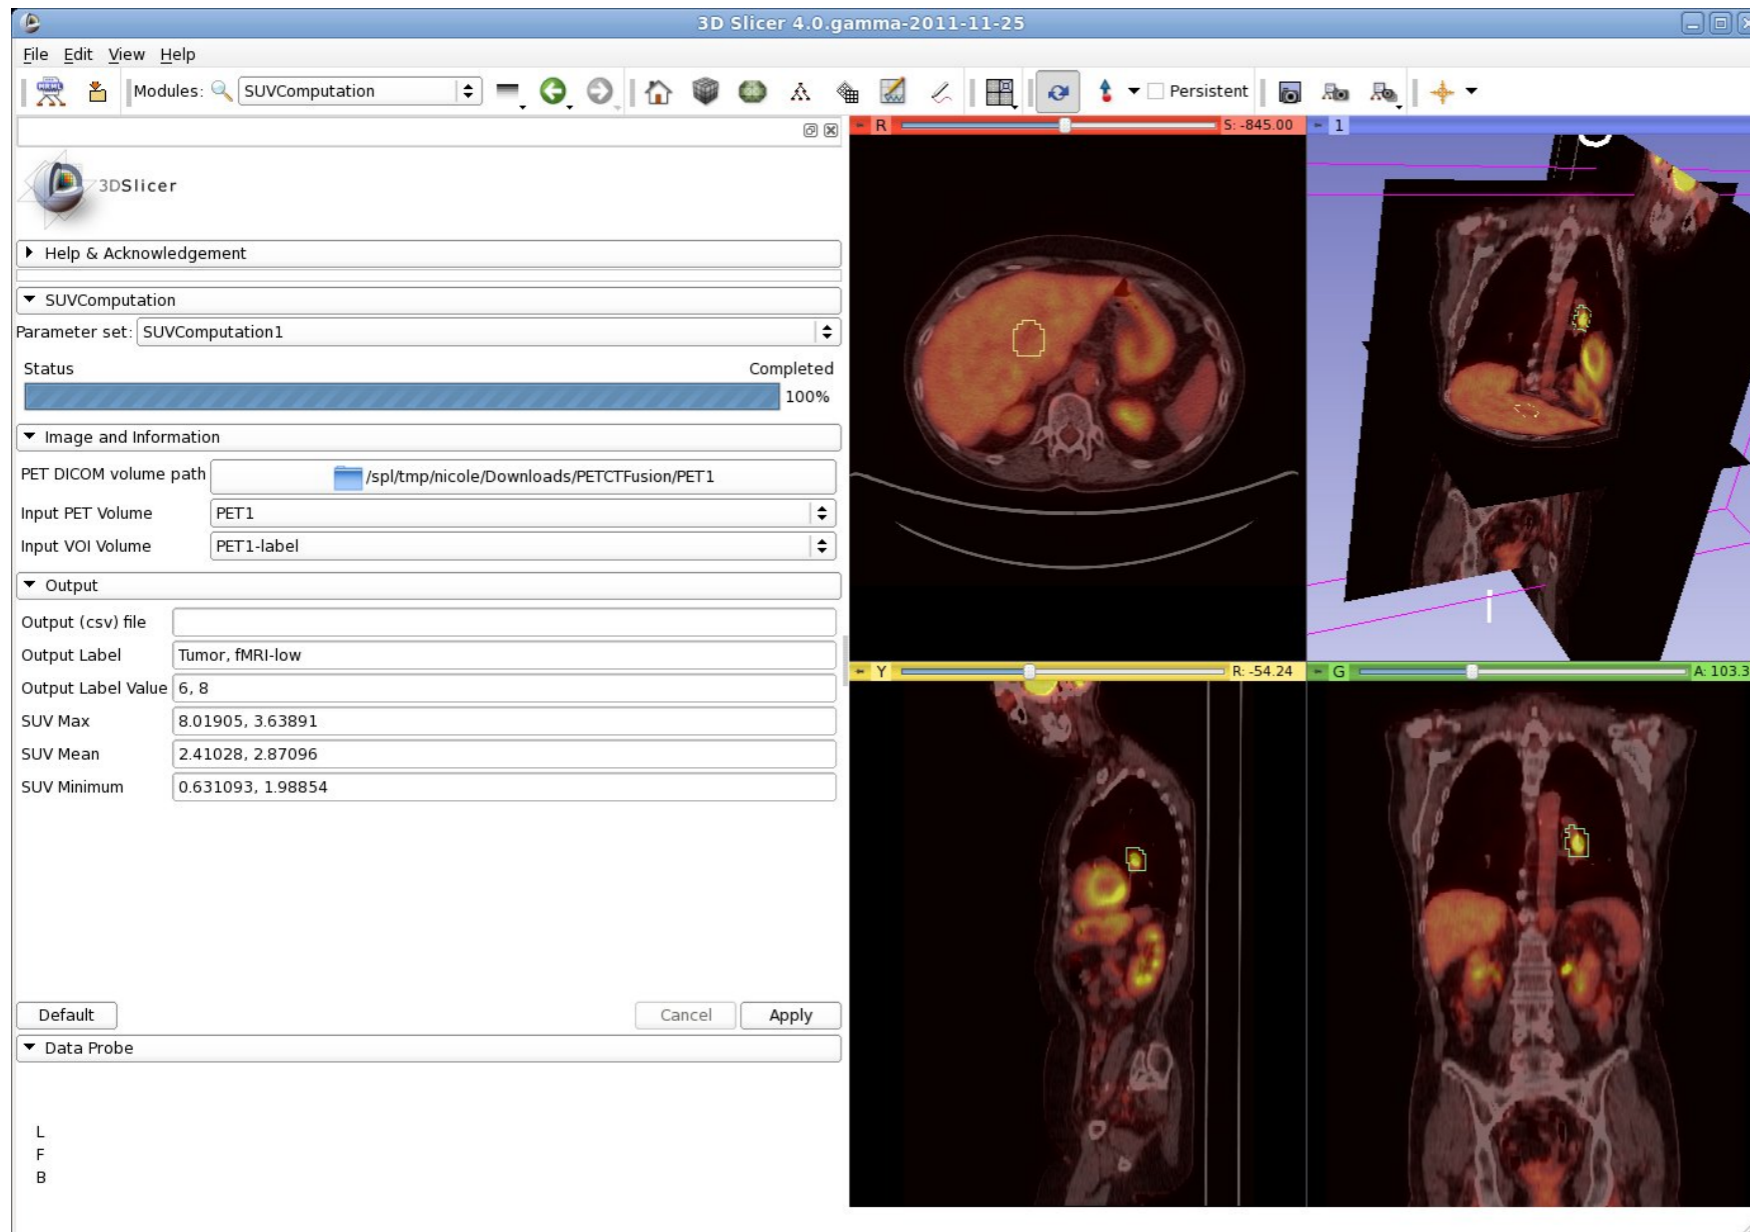 3D Slicer 4.0.gamma-2011-11-25
File Edit View Help
Modules: SUVComputation Persistent
R S: -845.00
1
3DSlicer
Help & Acknowledgement
SUVComputation
Parameter set: SUVComputation1
Status Completed
100%
Image and Information
PET DICOM volume path /spl/tmp/nicole/Downloads/PETCTFusion/PET1
Input PET Volume PET1
Input VOI Volume PET1-label
Output
Output (csv) file
Output Label Tumor, fMRI-low
Output Label Value 6, 8
SUV Max 8.01905, 3.63891
SUV Mean 2.41028, 2.87096
SUV Minimum 0.631093, 1.98854
Y R: -54.24
G A: 103.3
Default Cancel Apply
Data Probe
L
F
B